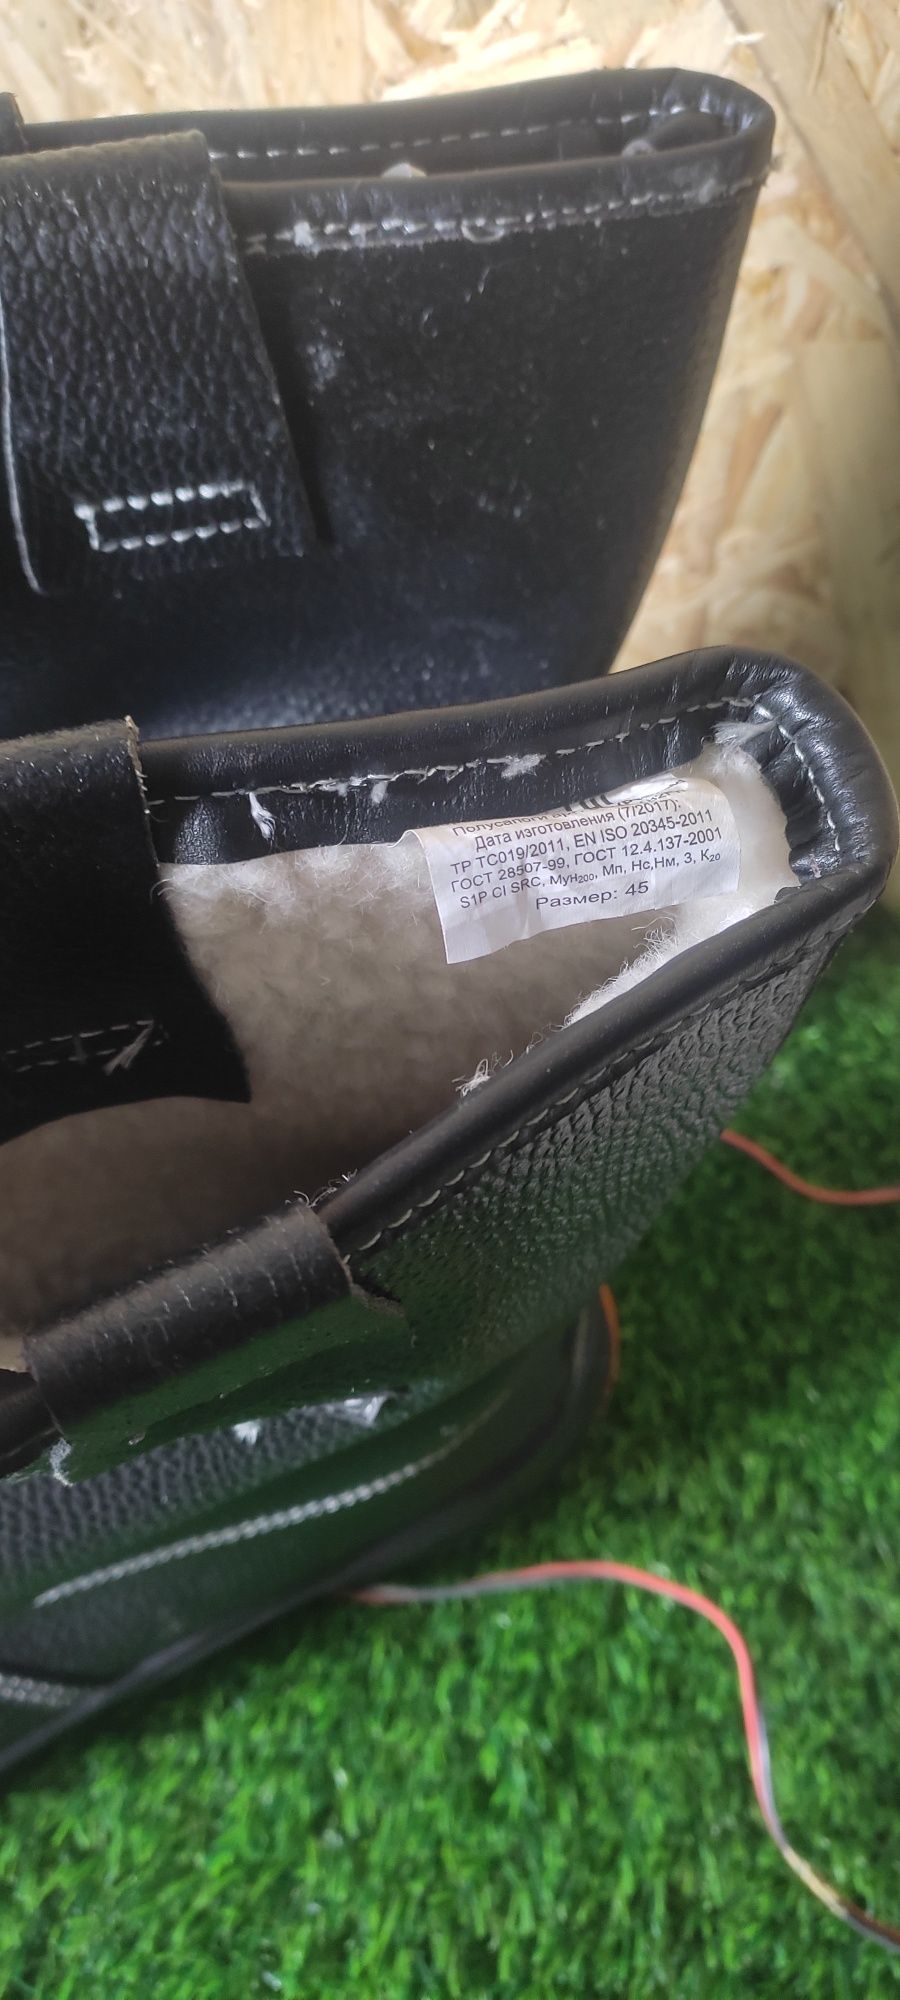 Полусапоги
Дата изготовления (7/2017):
ТР ТС019/2011, EN ISO 20345-2011
ГОСТ 28507-99, ГОСТ 12.4.137-2001
S1P CI SRC, Мун₂₀₀, Мп, Нс,Нм, З, К₂₀
Размер: 45